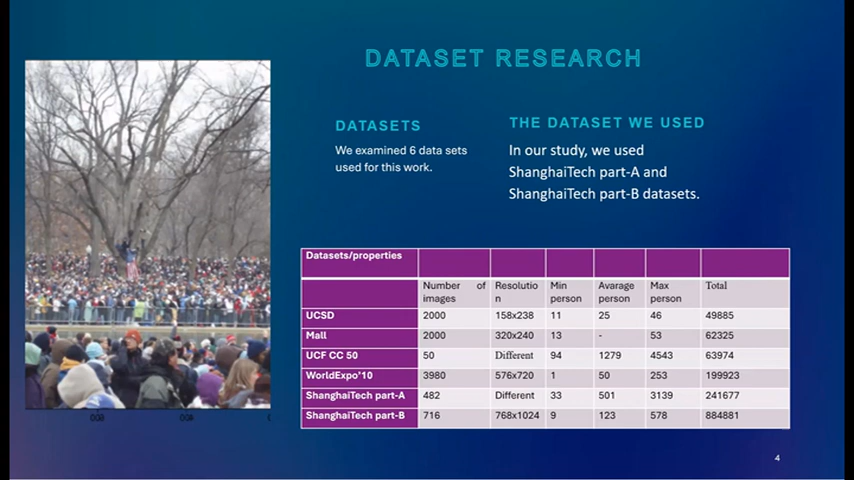 DATASET RESEARCH
DATASETS
We examined 6 data sets
used for this work.
THE DATASET WE USED
In our study, we used
ShanghaiTech part-A and
ShanghaiTech part-B datasets.
Datasets/properties
Number of images Resolution Min person Avarage person Max person Total
UCSD 2000 158x238 11 25 46 49885
Mall 2000 320x240 13 - 53 62325
UCF CC 50 50 Different 94 1279 4543 63974
WorldExpo'10 3980 576x720 1 50 253 199923
ShanghaiTech part-A 482 Different 33 501 3139 241677
ShanghaiTech part-B 716 768x1024 9 123 578 884881
4